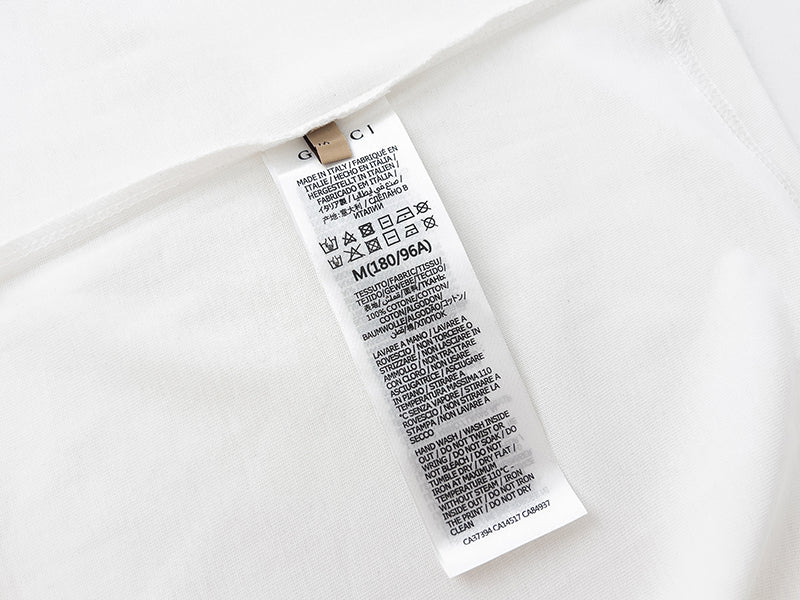 G CI
MADE IN ITALY / FABRIQUÉ EN
ITALIE / HECHO EN ITALIA /
HERGESTELLT IN ITALIEN /
FABRICADO EM ITÁLIA /
イタリア製 / صنع في إيطاليا /
产地:意大利 / СДЕЛАНО В
ИТАЛИИ
M(180/96A)
TESSUTO/FABRIC/TISSU/
TEJIDO/GEWEBE/TECIDO/
表地/قماش/面料/ТКАНЬ:
100% COTONE/COTTON/
COTON/ALGODON/
BAUMWOLLE/ALGODÃO/コットン/
قطن/棉/ХЛОПОК
LAVARE A MANO / LAVARE A
ROVESCIO / NON TORCERE O
STRIZZARE / NON LASCIARE IN
AMMOLLO / NON TRATTARE
CON CLORO / NON USARE
ASCIUGATRICE / ASCIUGARE
IN PIANO / STIRARE A
TEMPERATURA MASSIMA 110
°C SENZA VAPORE / STIRARE A
ROVESCIO / NON STIRARE LA
STAMPA / NON LAVARE A
SECCO
HAND WASH / WASH INSIDE
OUT / DO NOT TWIST OR
WRING / DO NOT SOAK / DO
NOT BLEACH / DO NOT
TUMBLE DRY / DRY FLAT /
IRON AT MAXIMUM
TEMPERATURE 110°C
WITHOUT STEAM / IRON
INSIDE OUT / DO NOT IRON
THE PRINT / DO NOT DRY
CLEAN
CA37394 CA14517 CA84937